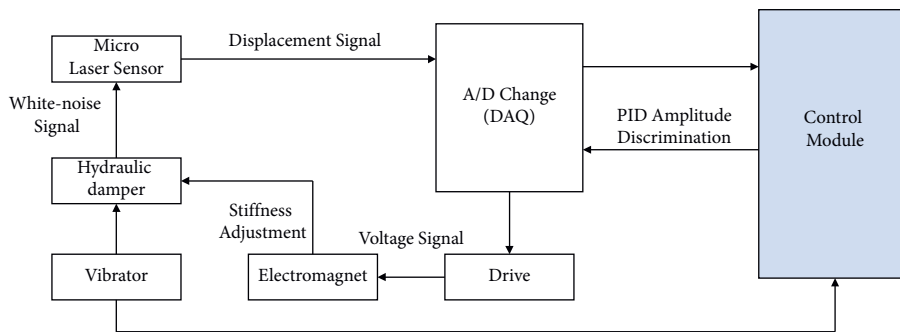 Micro
Laser Sensor
Displacement Signal
A/D Change
(DAQ)
PID Amplitude
Discrimination
Control
Module
White-noise
Signal
Hydraulic
damper
Stiffness
Adjustment
Voltage Signal
Vibrator
Electromagnet
Drive